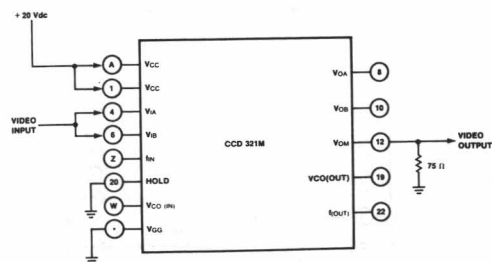 + 20 Vdc
A VCC
1 VCC
VIDEO INPUT
4 VIA
6 VIB
Z fIN
20 HOLD
W VCO (IN)
• VGG
CCD 321M
VOA 8
VOB 10
VOM 12
VIDEO OUTPUT
75 Ω
VCO(OUT) 19
f(OUT) 22